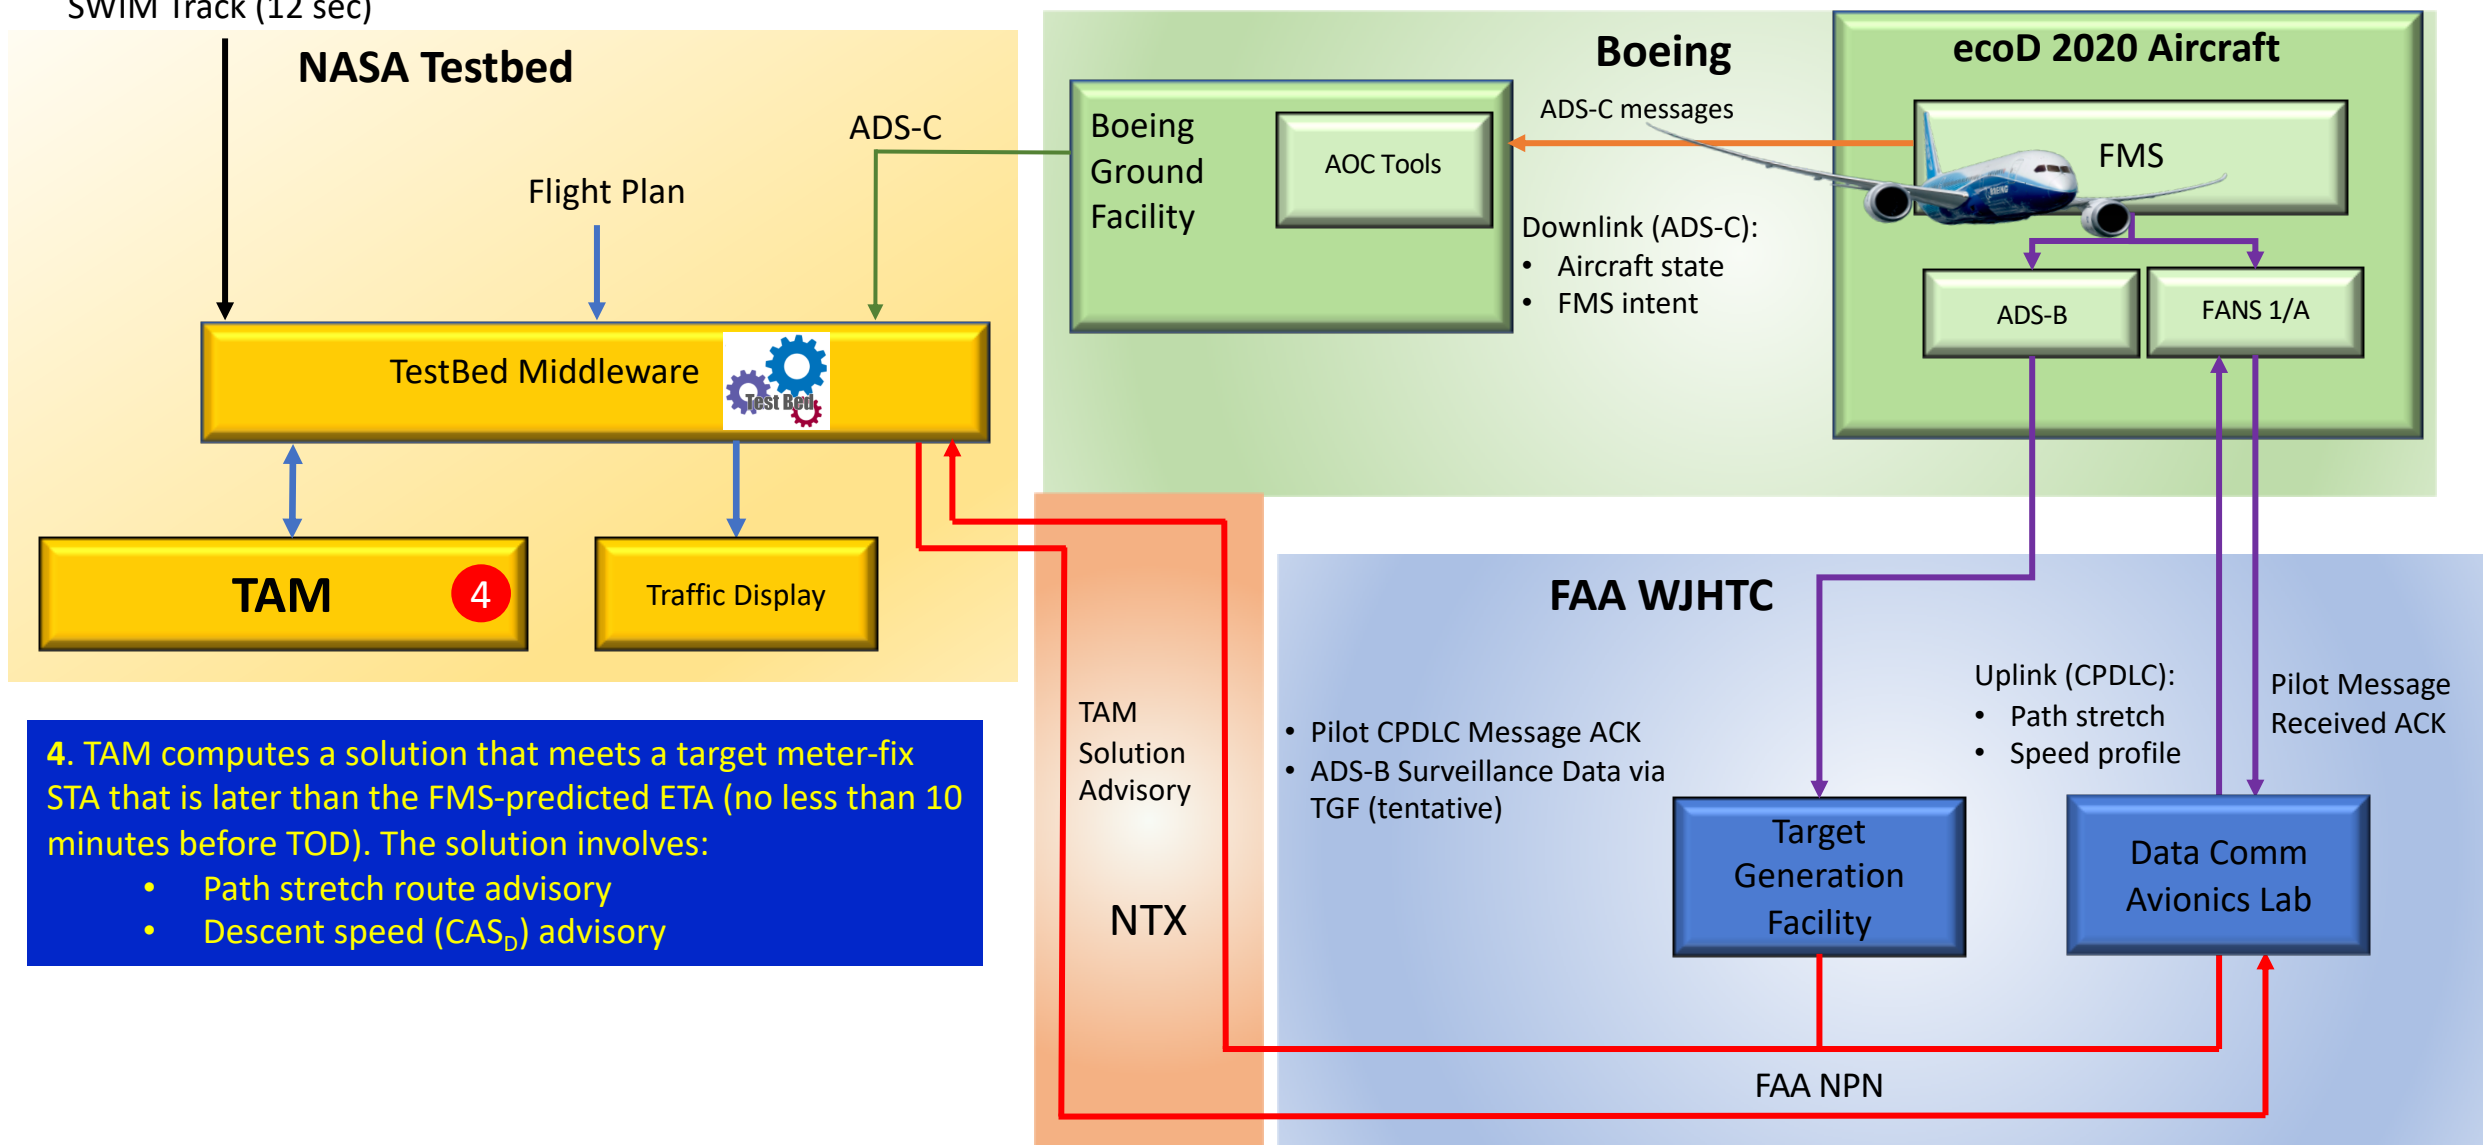 SWIM Track (12 sec)
NASA Testbed
ADS-C
Flight Plan
TestBed Middleware
Test Bed
TAM
4
Traffic Display
4. TAM computes a solution that meets a target meter-fix
STA that is later than the FMS-predicted ETA (no less than 10
minutes before TOD). The solution involves:
• Path stretch route advisory
• Descent speed (CAS_D) advisory
Boeing
Boeing
Ground
Facility
AOC Tools
ADS-C messages
Downlink (ADS-C):
• Aircraft state
• FMS intent
ecoD 2020 Aircraft
FMS
BOEING
ADS-B
FANS 1/A
TAM
Solution
Advisory
NTX
FAA WJHTC
• Pilot CPDLC Message ACK
• ADS-B Surveillance Data via
TGF (tentative)
Uplink (CPDLC):
• Path stretch
• Speed profile
Pilot Message
Received ACK
Target
Generation
Facility
Data Comm
Avionics Lab
FAA NPN